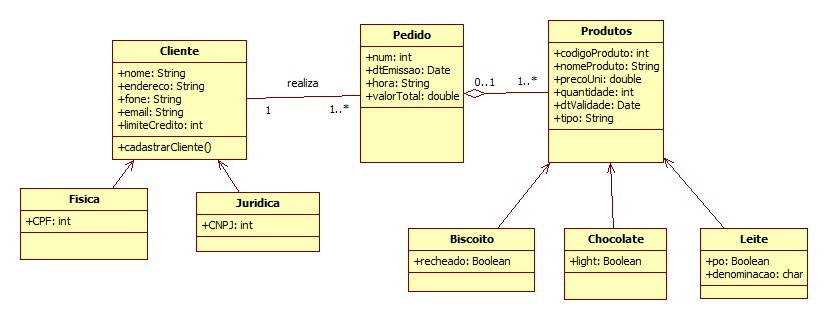 Cliente
+nome: String
+endereco: String
+fone: String
+email: String
+limiteCredito: int
+cadastrarCliente()
realiza
1
1..*
Pedido
+num: int
+dtEmissao: Date
+hora: String
+valorTotal: double
0..1
1..*
Produtos
+codigoProduto: int
+nomeProduto: String
+precoUni: double
+quantidade: int
+dtValidade: Date
+tipo: String
Fisica
+CPF: int
Juridica
+CNPJ: int
Biscoito
+recheado: Boolean
Chocolate
+light: Boolean
Leite
+po: Boolean
+denominacao: char